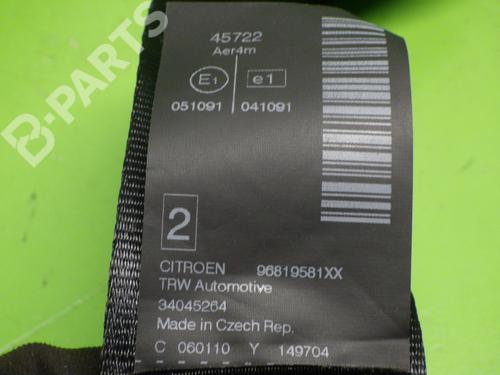 45722
Aer4m
E1 e1
051091 041091
2
CITROEN 96819581XX
TRW Automotive
34045264
Made in Czech Rep.
C 060110 Y 149704
B-PARTS
B-PARTS